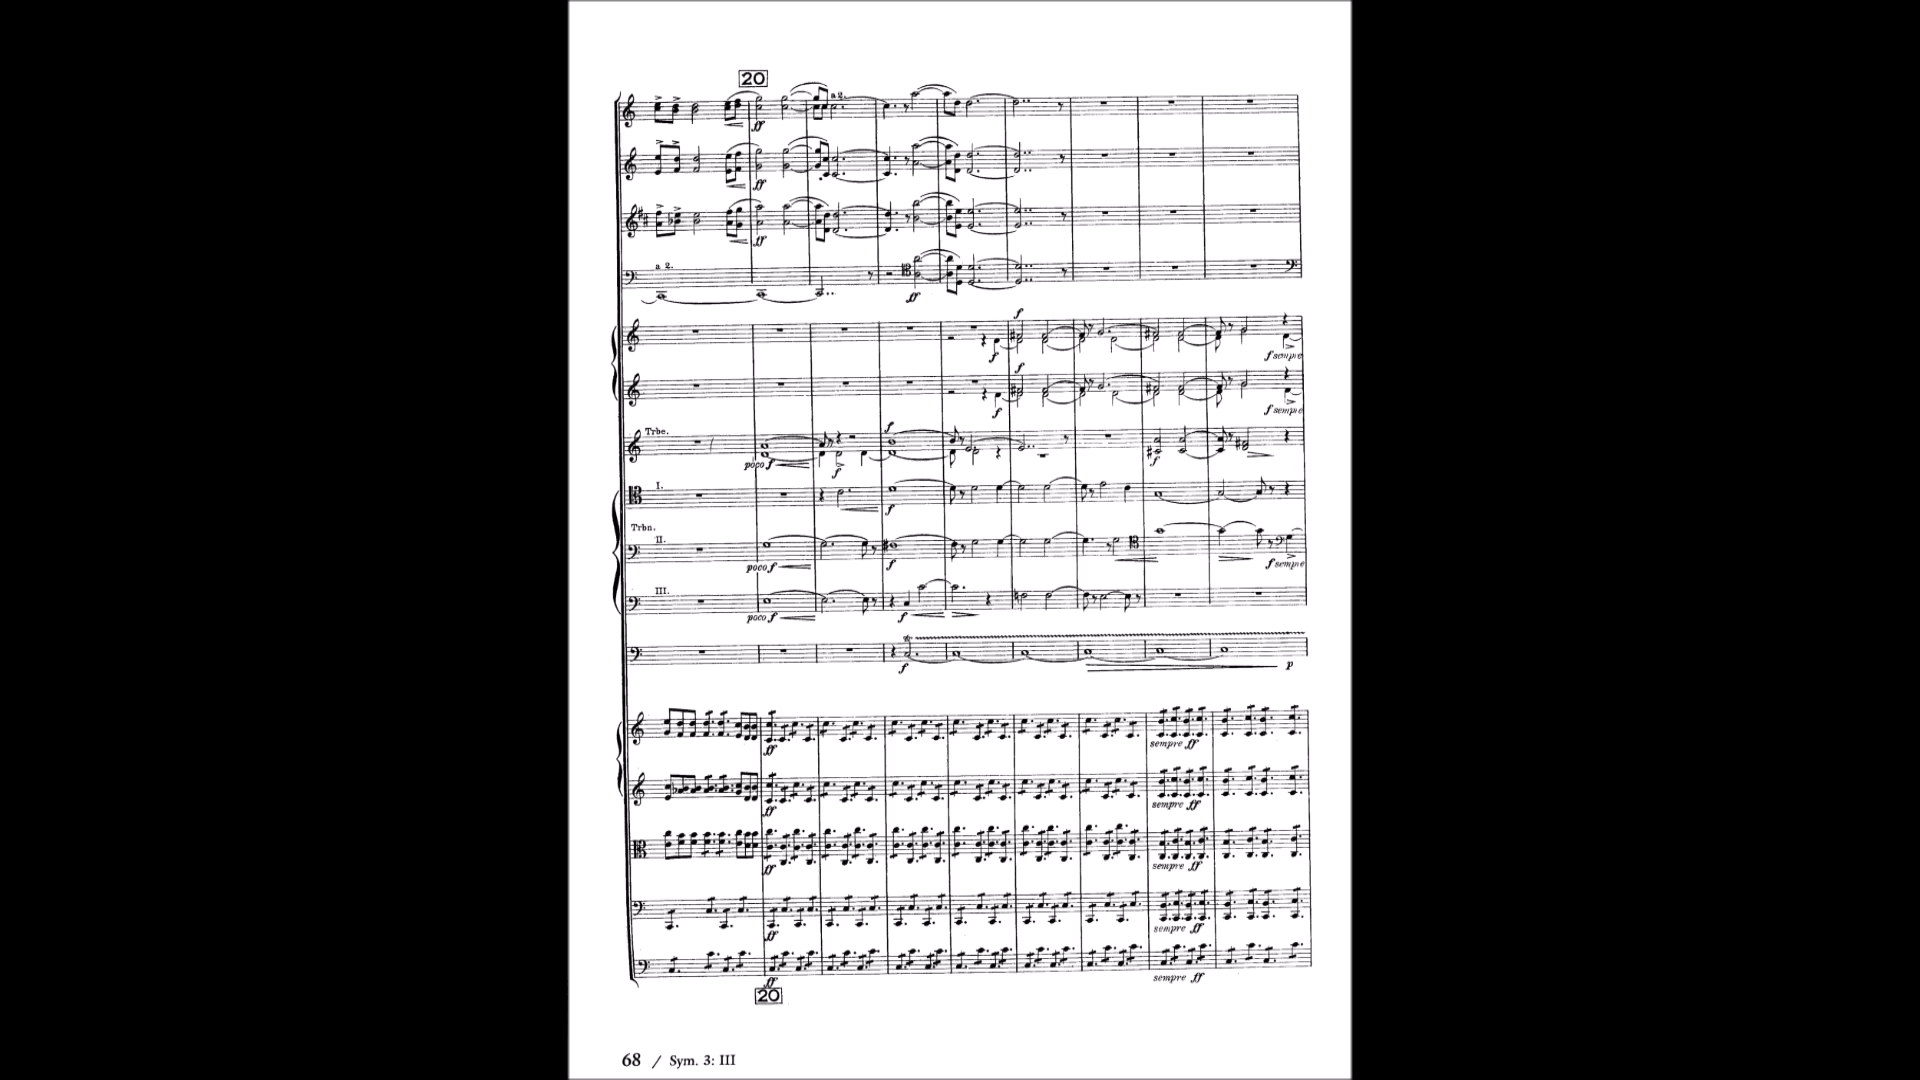 20
a 2.
ff
ff
ff
a 2.
ff
f
f
f sempre
f
f
f sempre
Trbe.
f
poco f
f
f
I.
f
Trbn.
II.
poco f
f
f sempre
III.
poco f
f
f
p
ff
sempre ff
ff
sempre ff
ff
sempre ff
ff
sempre ff
ff
sempre ff
20
68 / Sym. 3: III